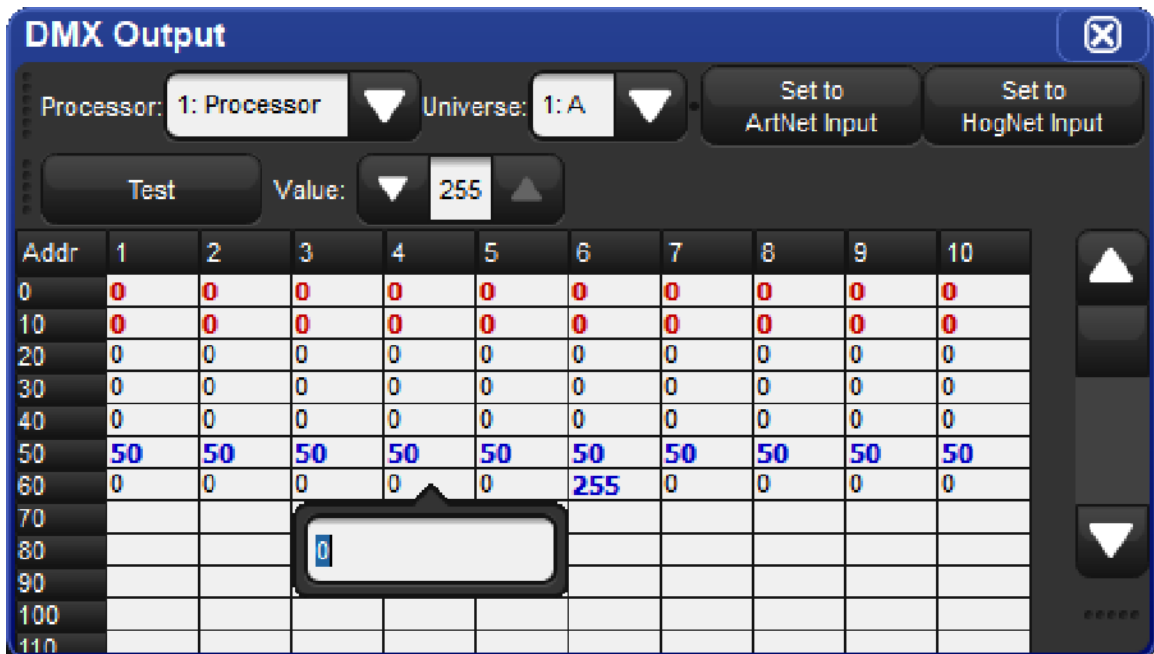 DMX Output
Processor: 1: Processor Universe: 1: A Set to ArtNet Input Set to HogNet Input
Test Value: 255
Addr 1 2 3 4 5 6 7 8 9 10
0 0 0 0 0 0 0 0 0 0 0
10 0 0 0 0 0 0 0 0 0 0
20 0 0 0 0 0 0 0 0 0 0
30 0 0 0 0 0 0 0 0 0 0
40 0 0 0 0 0 0 0 0 0 0
50 50 50 50 50 50 50 50 50 50 50
60 0 0 0 0 0 255 0 0 0 0
70
80 0
90
100
110